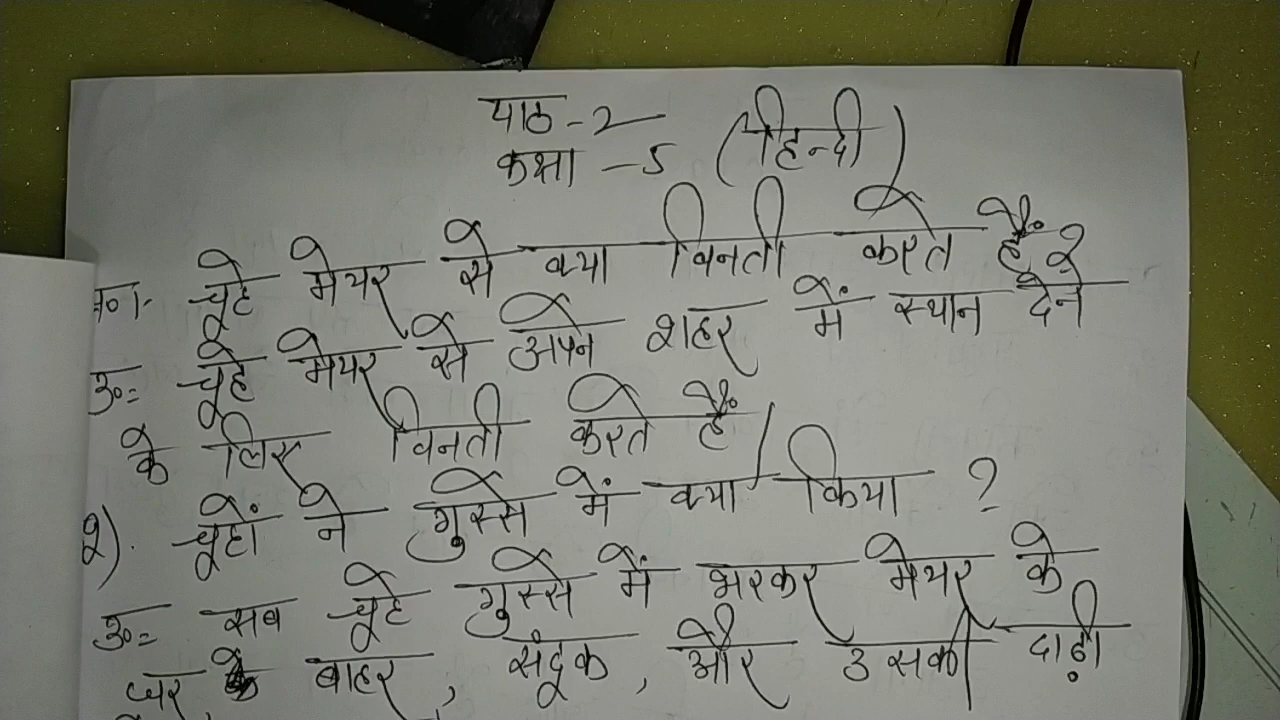 पाठ - 2
कक्षा - 5 (हिन्दी)
प्र०1- चूहे मेयर से क्या विनती करते हैं ?
उ०= चूहे मेयर से अपने शहर में स्थान देने
के लिए विनती करते हैं।
2). चूहों ने गुस्से में क्या किया ?
उ०= सब चूहे गुस्से में भरकर मेयर के
घर के बाहर, संदूक, और उसकी दाढ़ी